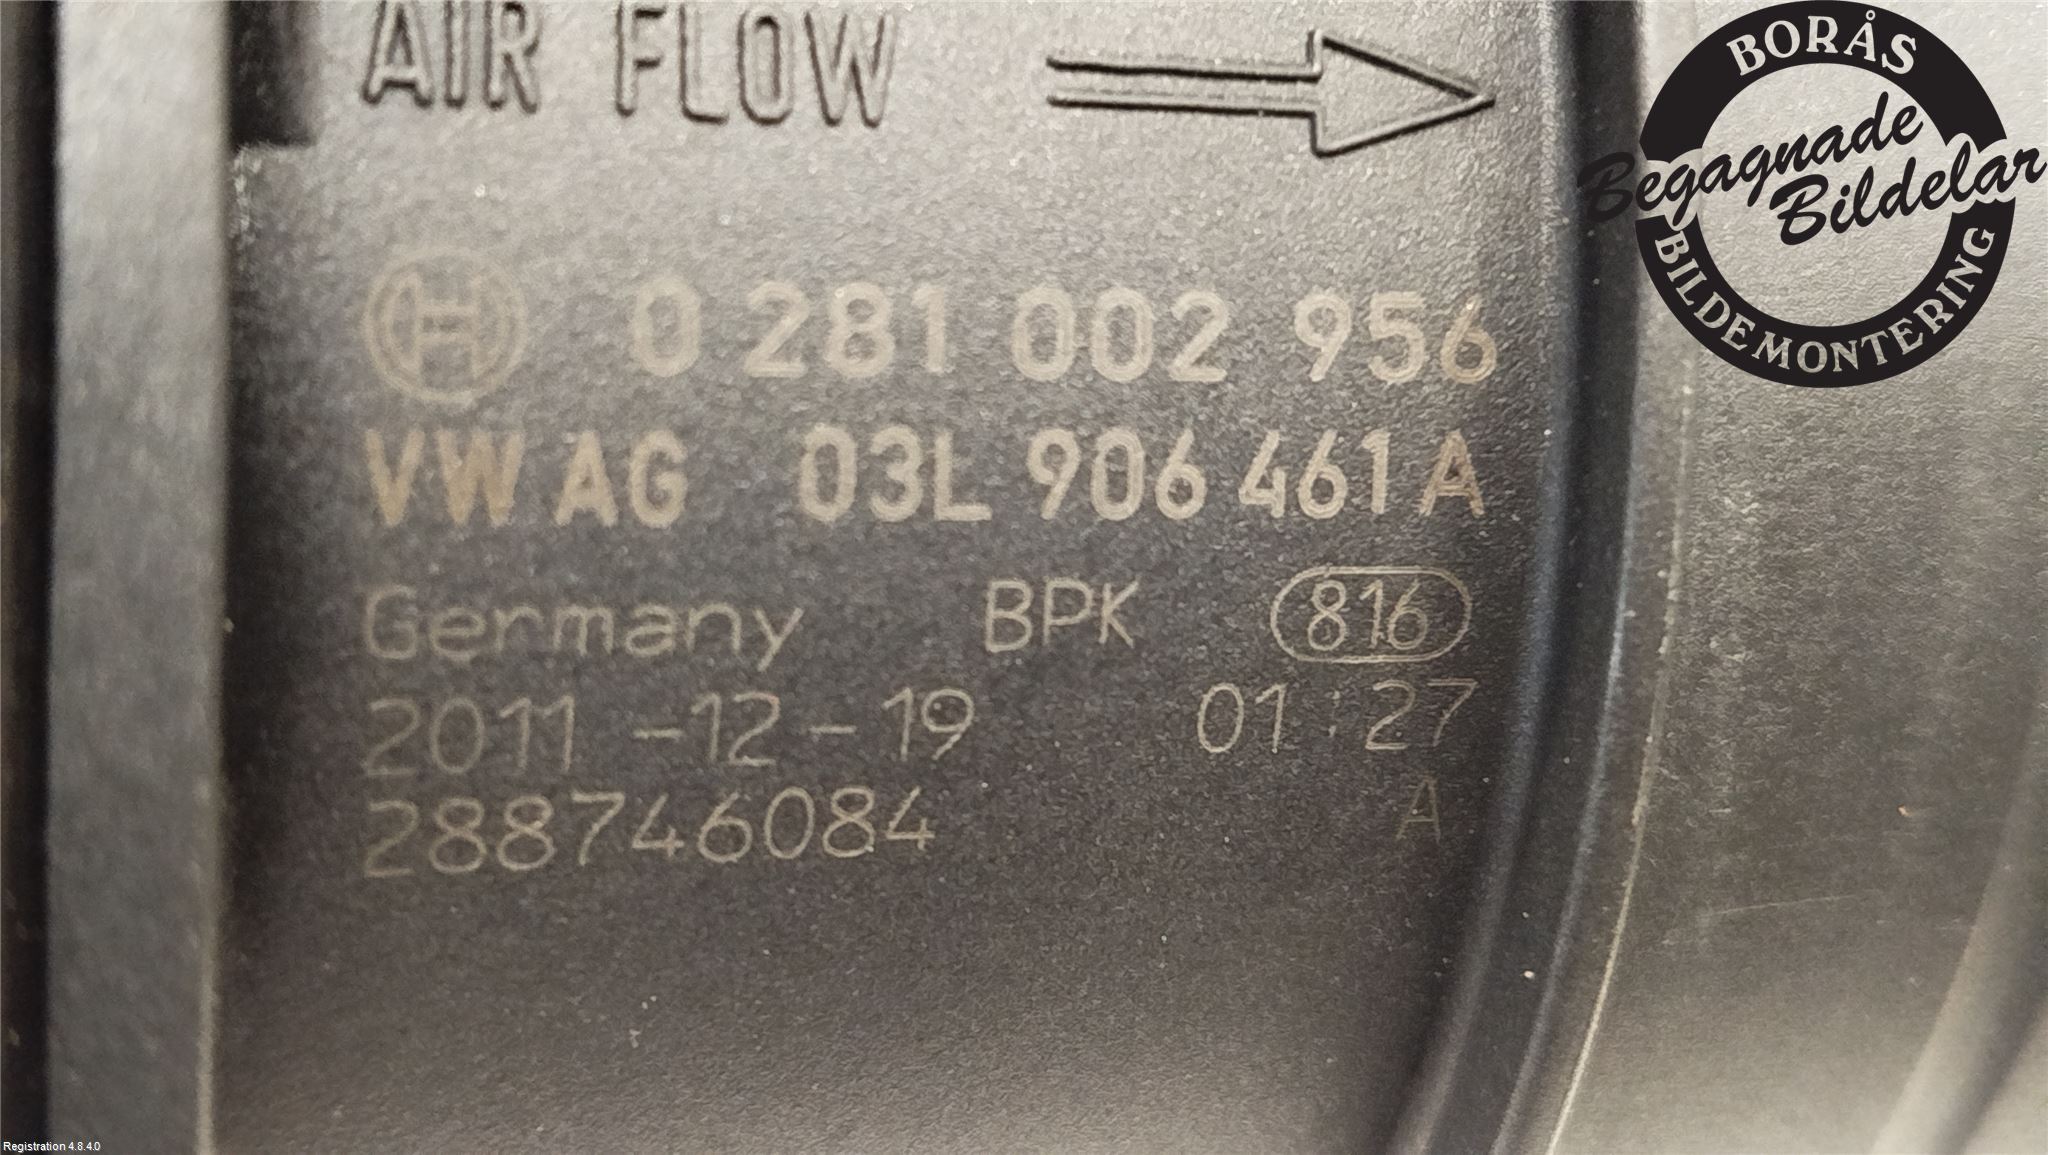 AIR FLOW
0 281 002 956
VW AG 03L 906 461 A
Germany BPK 816
2011-12-19 01:27
288746084 A
BORÅS
Begagnade
Bildelar
BILDEMONTERING
Registration 4.8.4.0